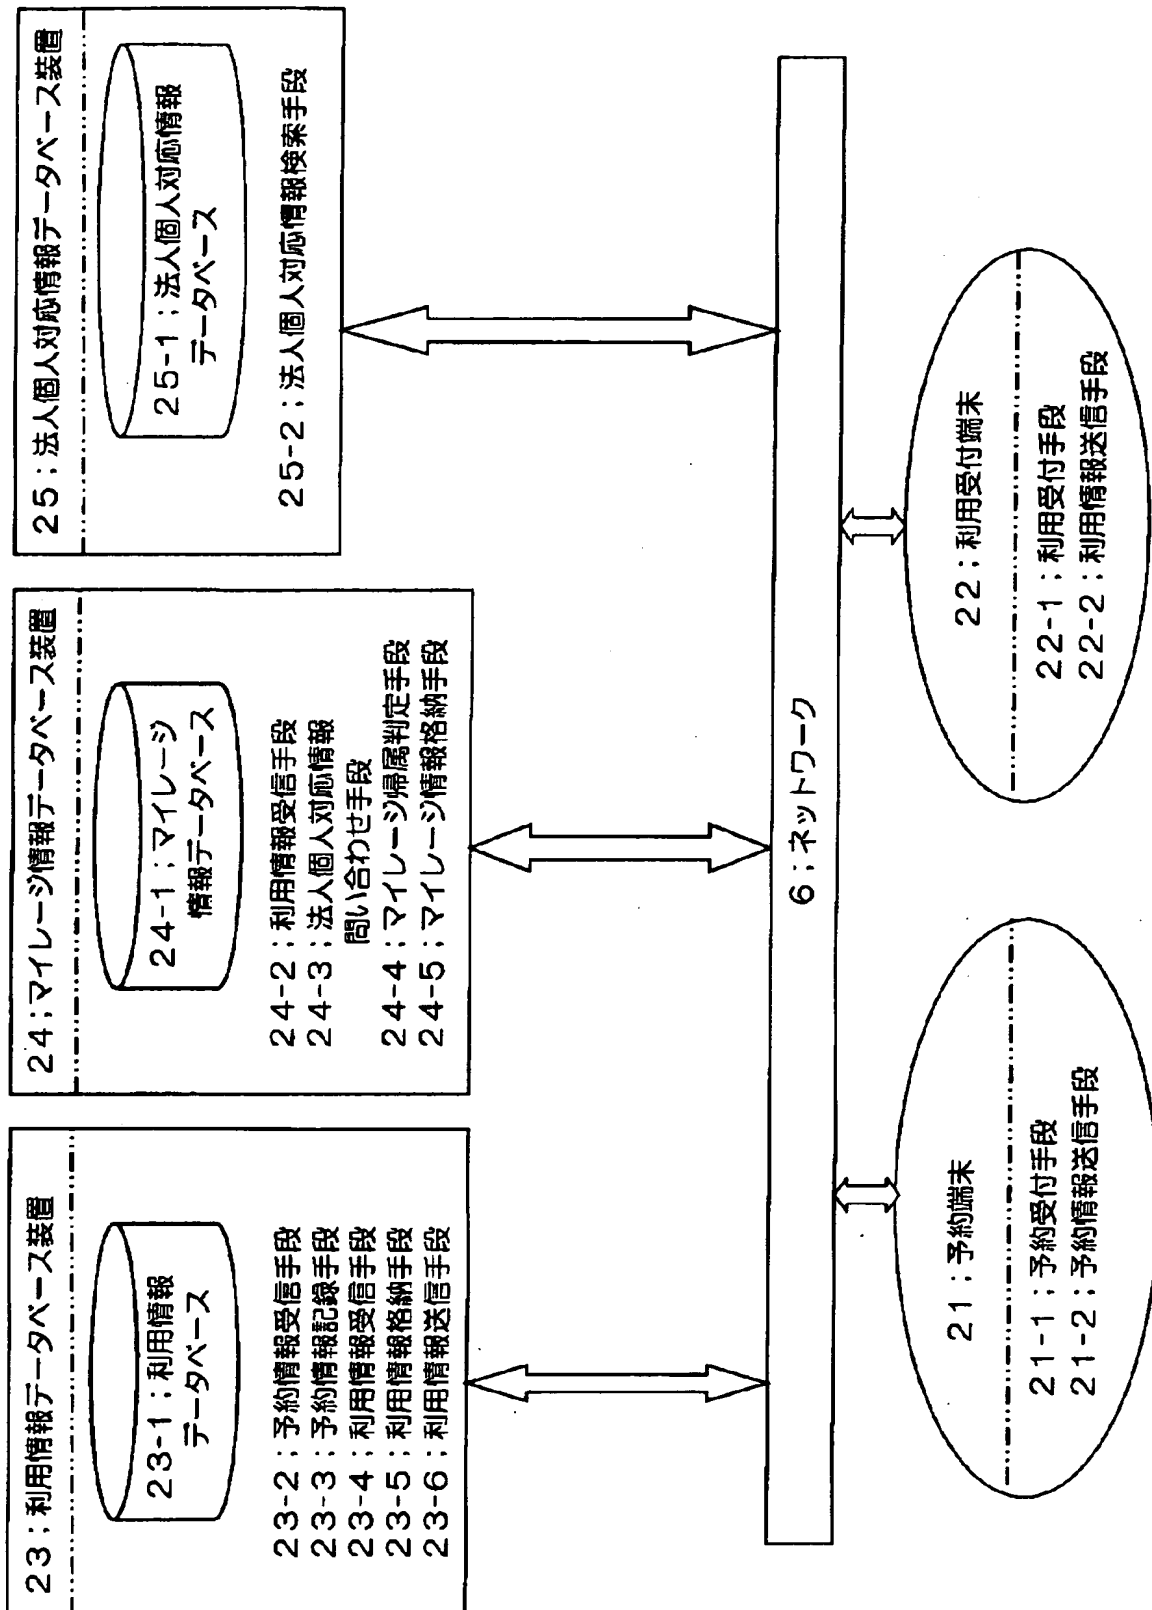 23；利用情報データベース装置
23-1；利用情報
データベース
23-2；予約情報受信手段
23-3；予約情報記録手段
23-4；利用情報受信手段
23-5；利用情報格納手段
23-6；利用情報送信手段
24；マイレージ情報データベース装置
24-1；マイレージ
情報データベース
24-2；利用情報受信手段
24-3；法人個人対応情報
問い合わせ手段
24-4；マイレージ帰属判定手段
24-5；マイレージ情報格納手段
25；法人個人対応情報データベース装置
25-1；法人個人対応情報
データベース
25-2；法人個人対応情報検索手段
6；ネットワーク
21；予約端末
21-1；予約受付手段
21-2；予約情報送信手段
22；利用受付端末
22-1；利用受付手段
22-2；利用情報送信手段